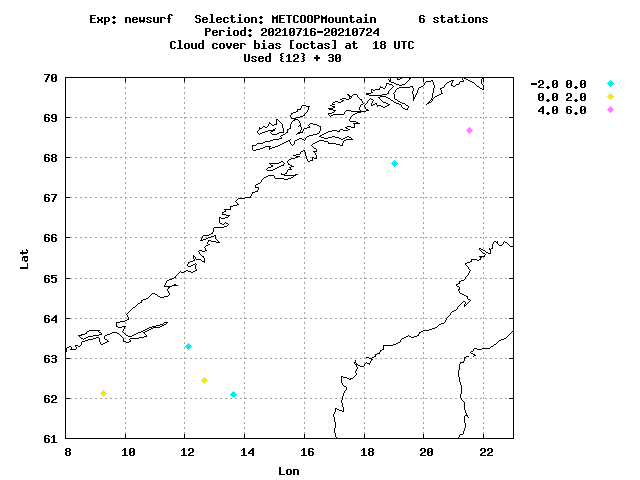 Exp: newsurf   Selection: METCOOPMountain      6 stations
Period: 20210716-20210724
Cloud cover bias [octas] at  18 UTC
Used {12} + 30
-2.0 0.0
0.0 2.0
4.0 6.0
70
69
68
67
66
65
64
63
62
61
Lat
8 10 12 14 16 18 20 22
Lon